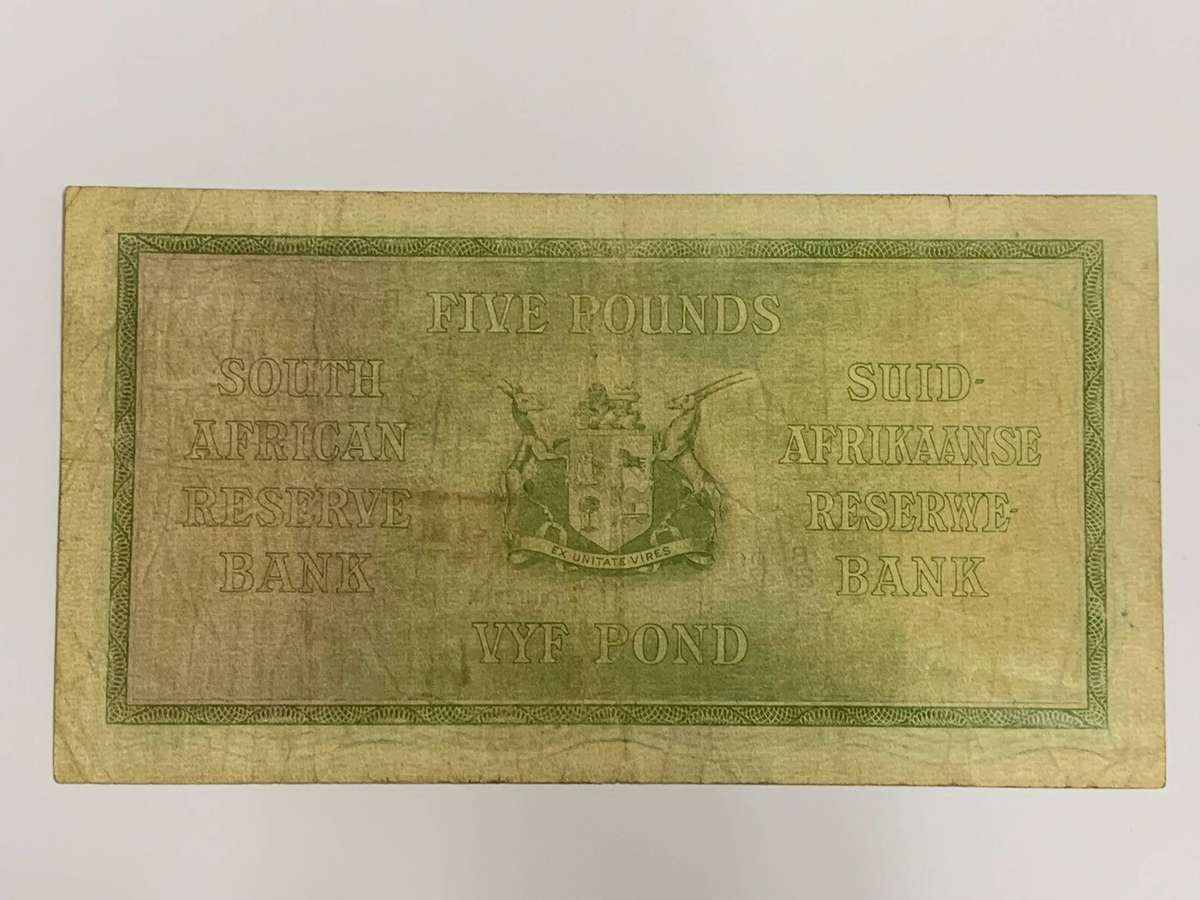 FIVE POUNDS
SOUTH
AFRICAN
RESERVE
BANK
SUID-
AFRIKAANSE
RESERWE-
BANK
EX UNITATE VIRES
VYF POND